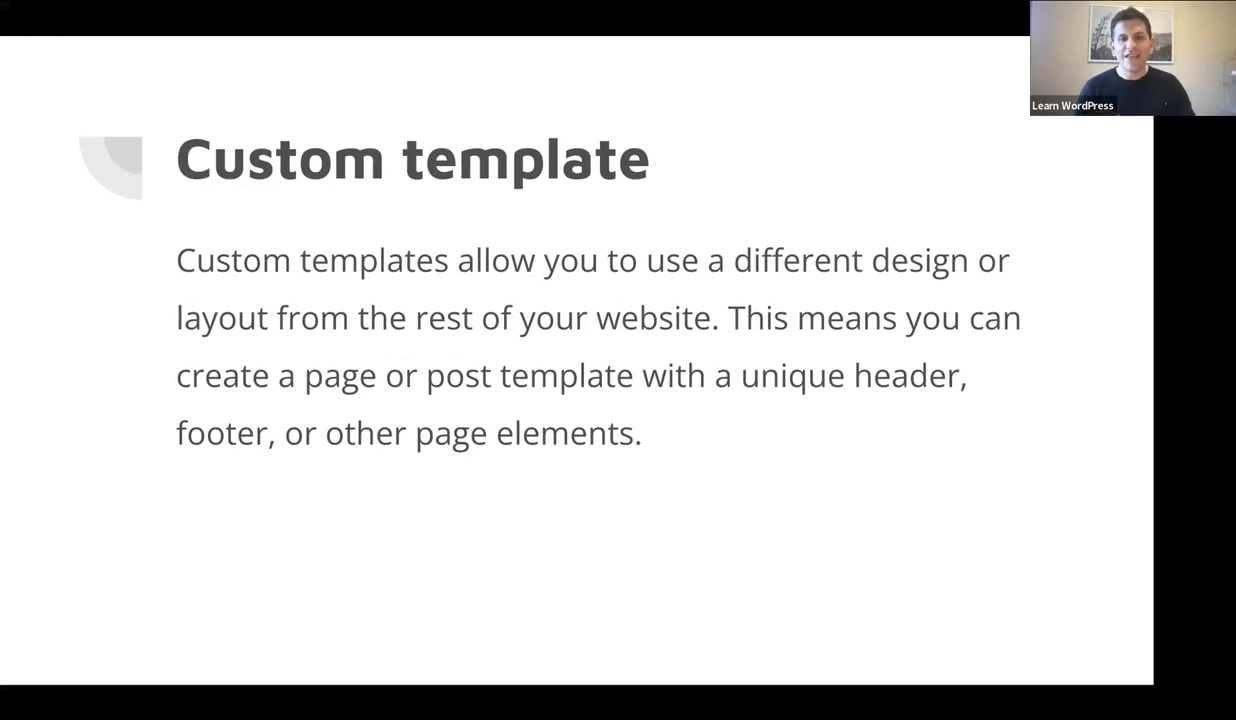 Learn WordPress
Custom template
Custom templates allow you to use a different design or
layout from the rest of your website. This means you can
create a page or post template with a unique header,
footer, or other page elements.